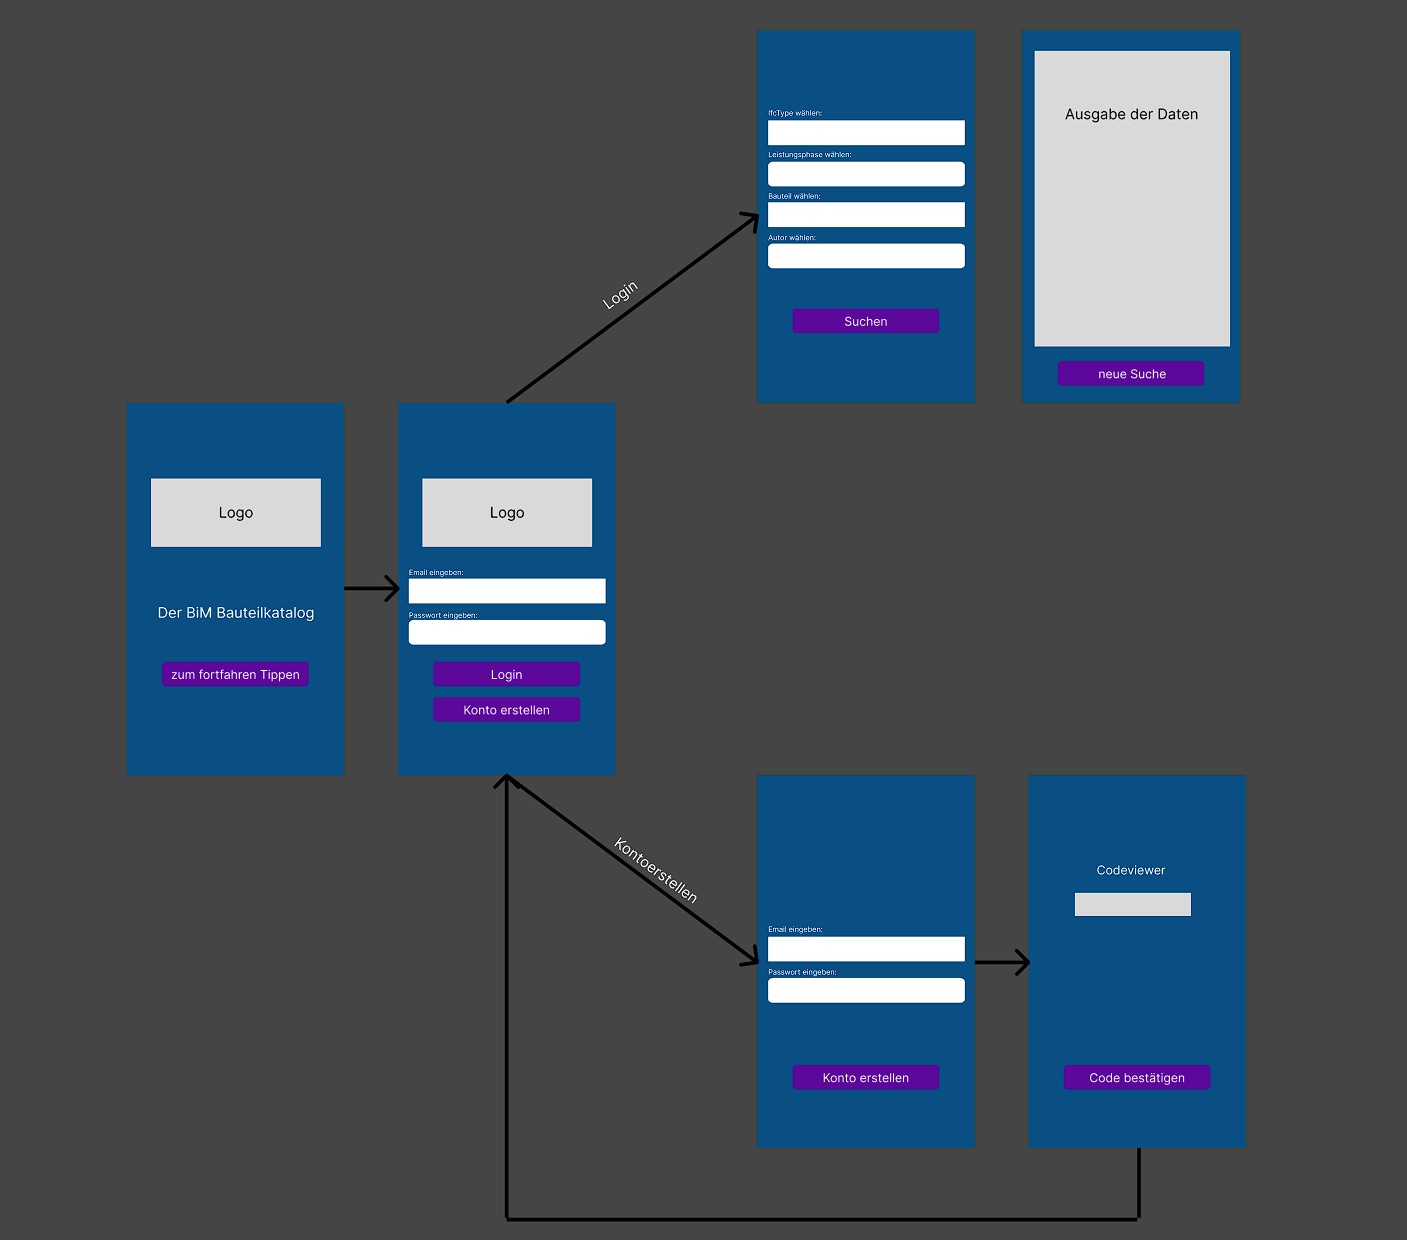 IfcType wählen:
Leistungsphase wählen:
Bauteil wählen:
Autor wählen:
Suchen
Ausgabe der Daten
neue Suche
Login
Logo
Der BiM Bauteilkatalog
zum fortfahren Tippen
Logo
Email eingeben:
Passwort eingeben:
Login
Konto erstellen
Kontoerstellen
Email eingeben:
Passwort eingeben:
Konto erstellen
Codeviewer
Code bestätigen